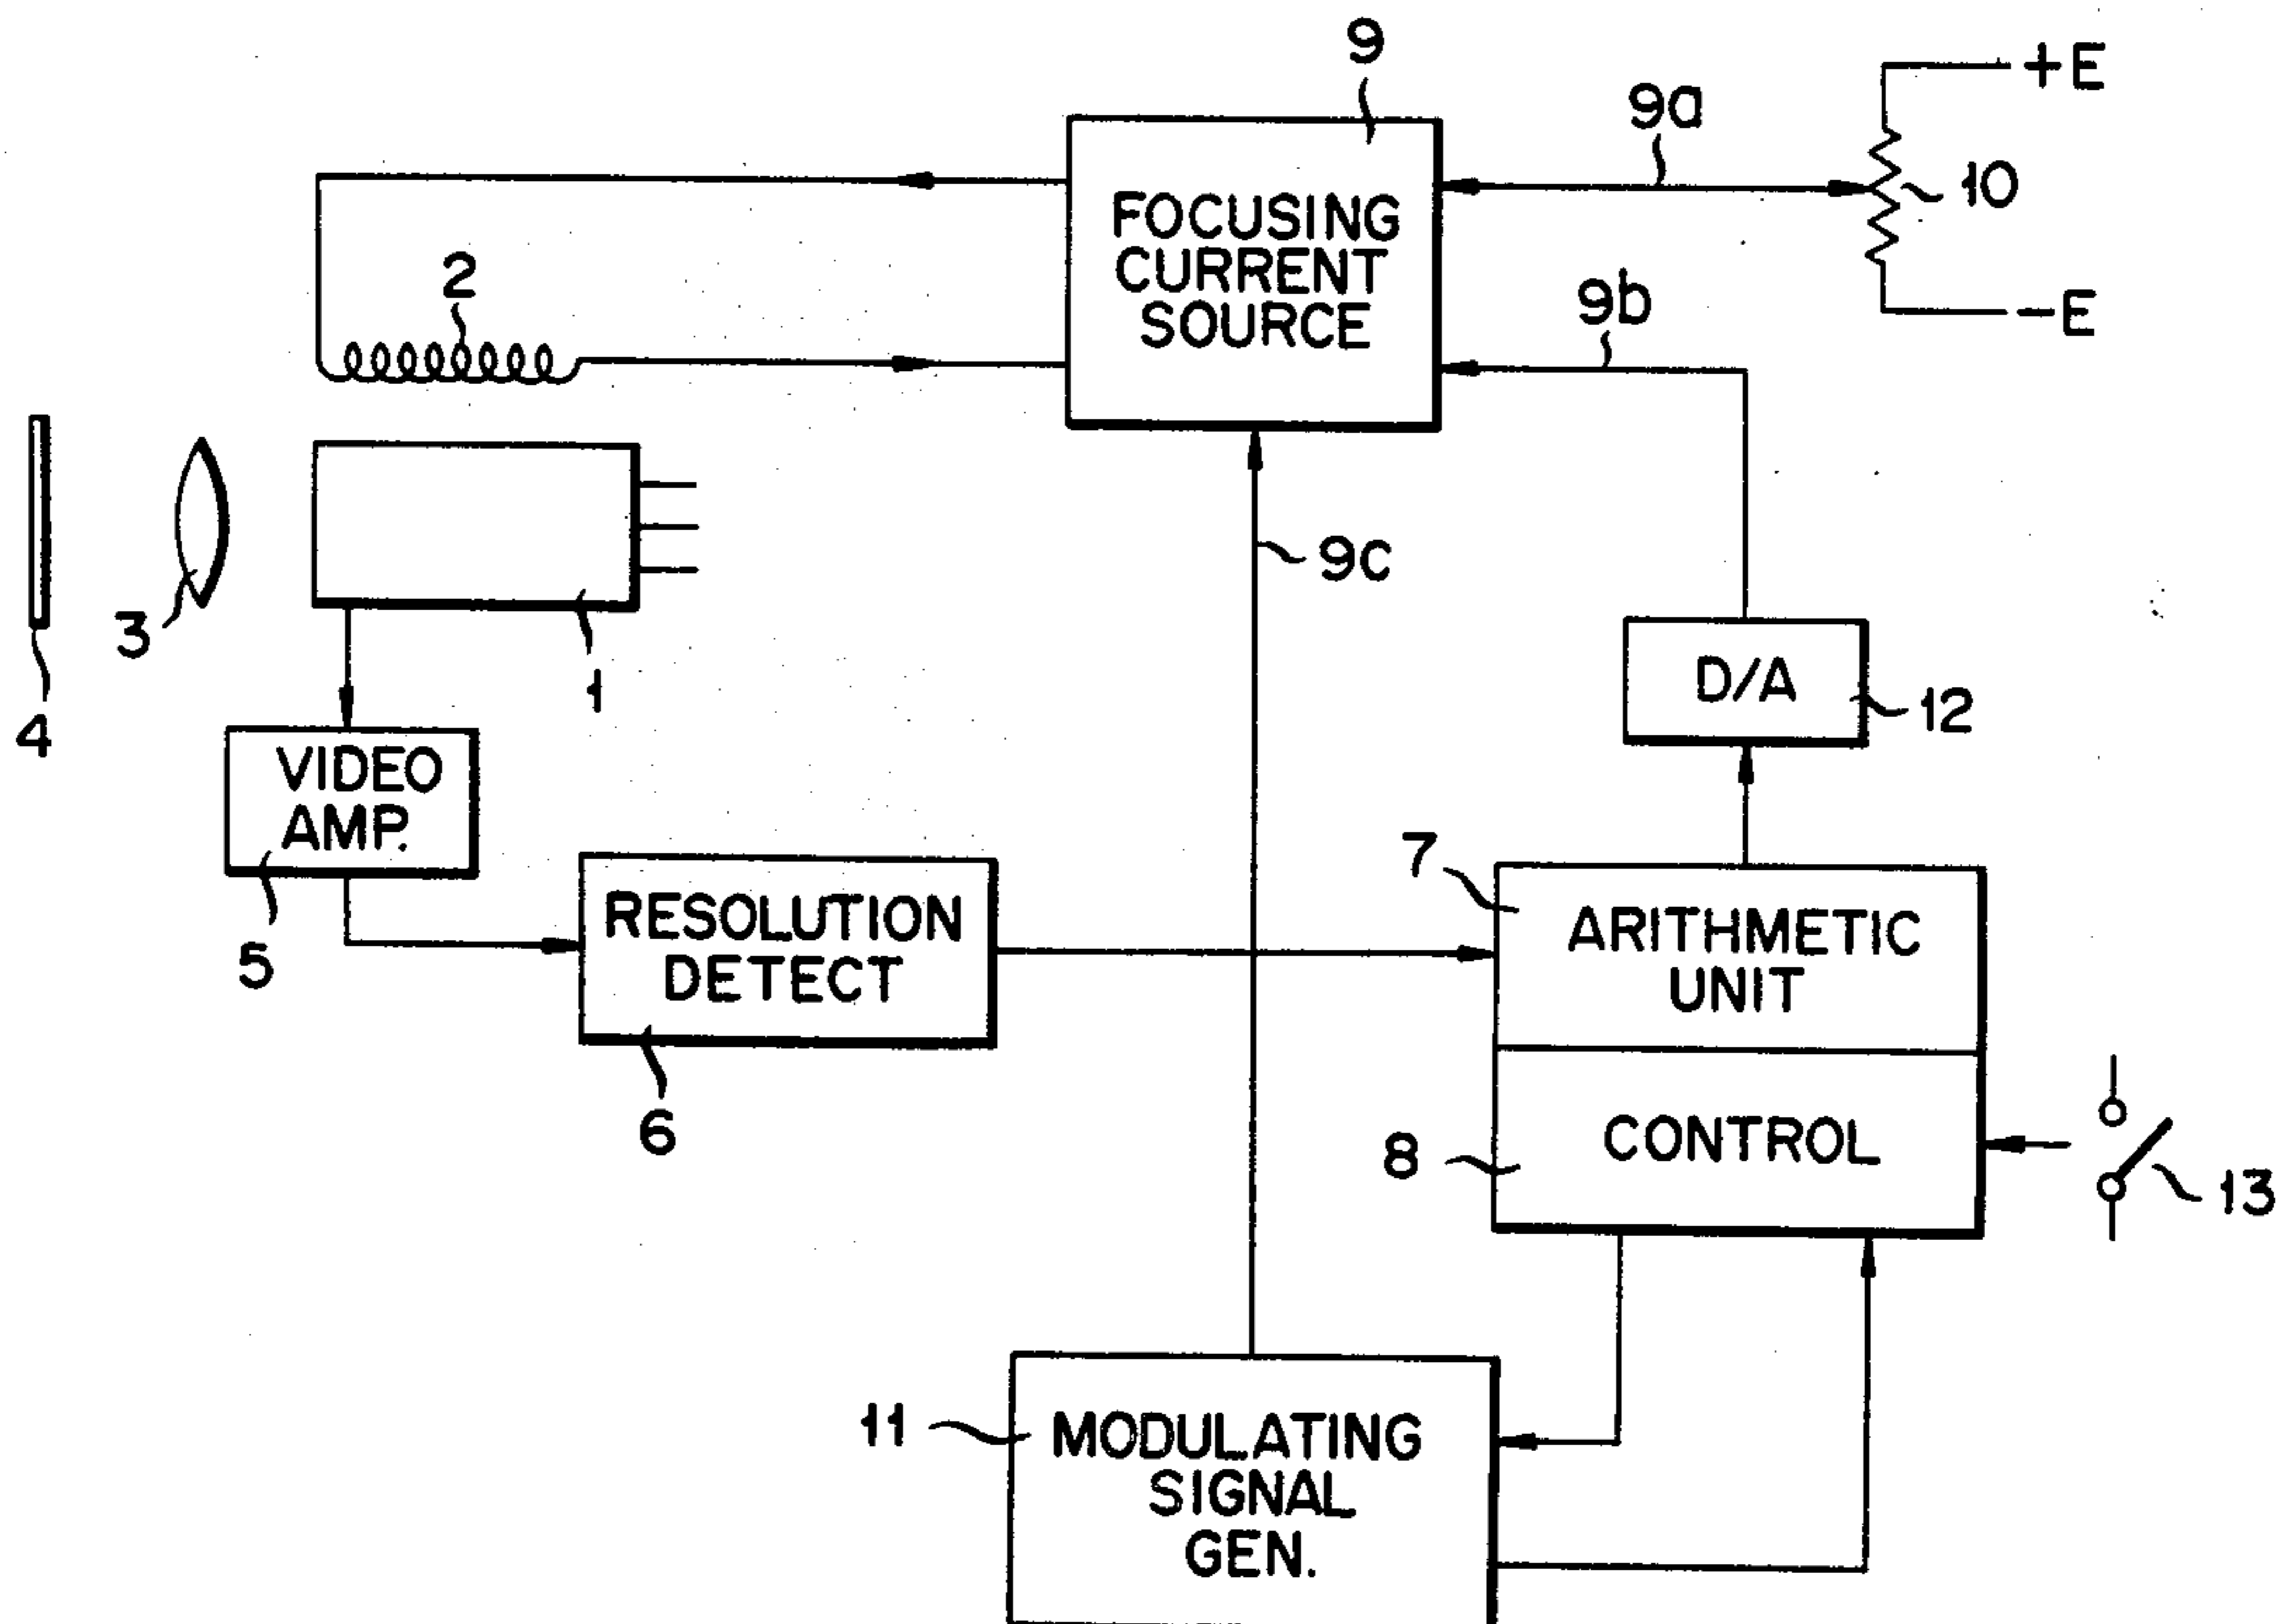 9
+E
9a
10
FOCUSING
CURRENT
SOURCE
2
9b
-E
9c
3
1
D/A
12
4
VIDEO
AMP.
7
5
RESOLUTION
DETECT
ARITHMETIC
UNIT
6
8
CONTROL
13
11
MODULATING
SIGNAL
GEN.